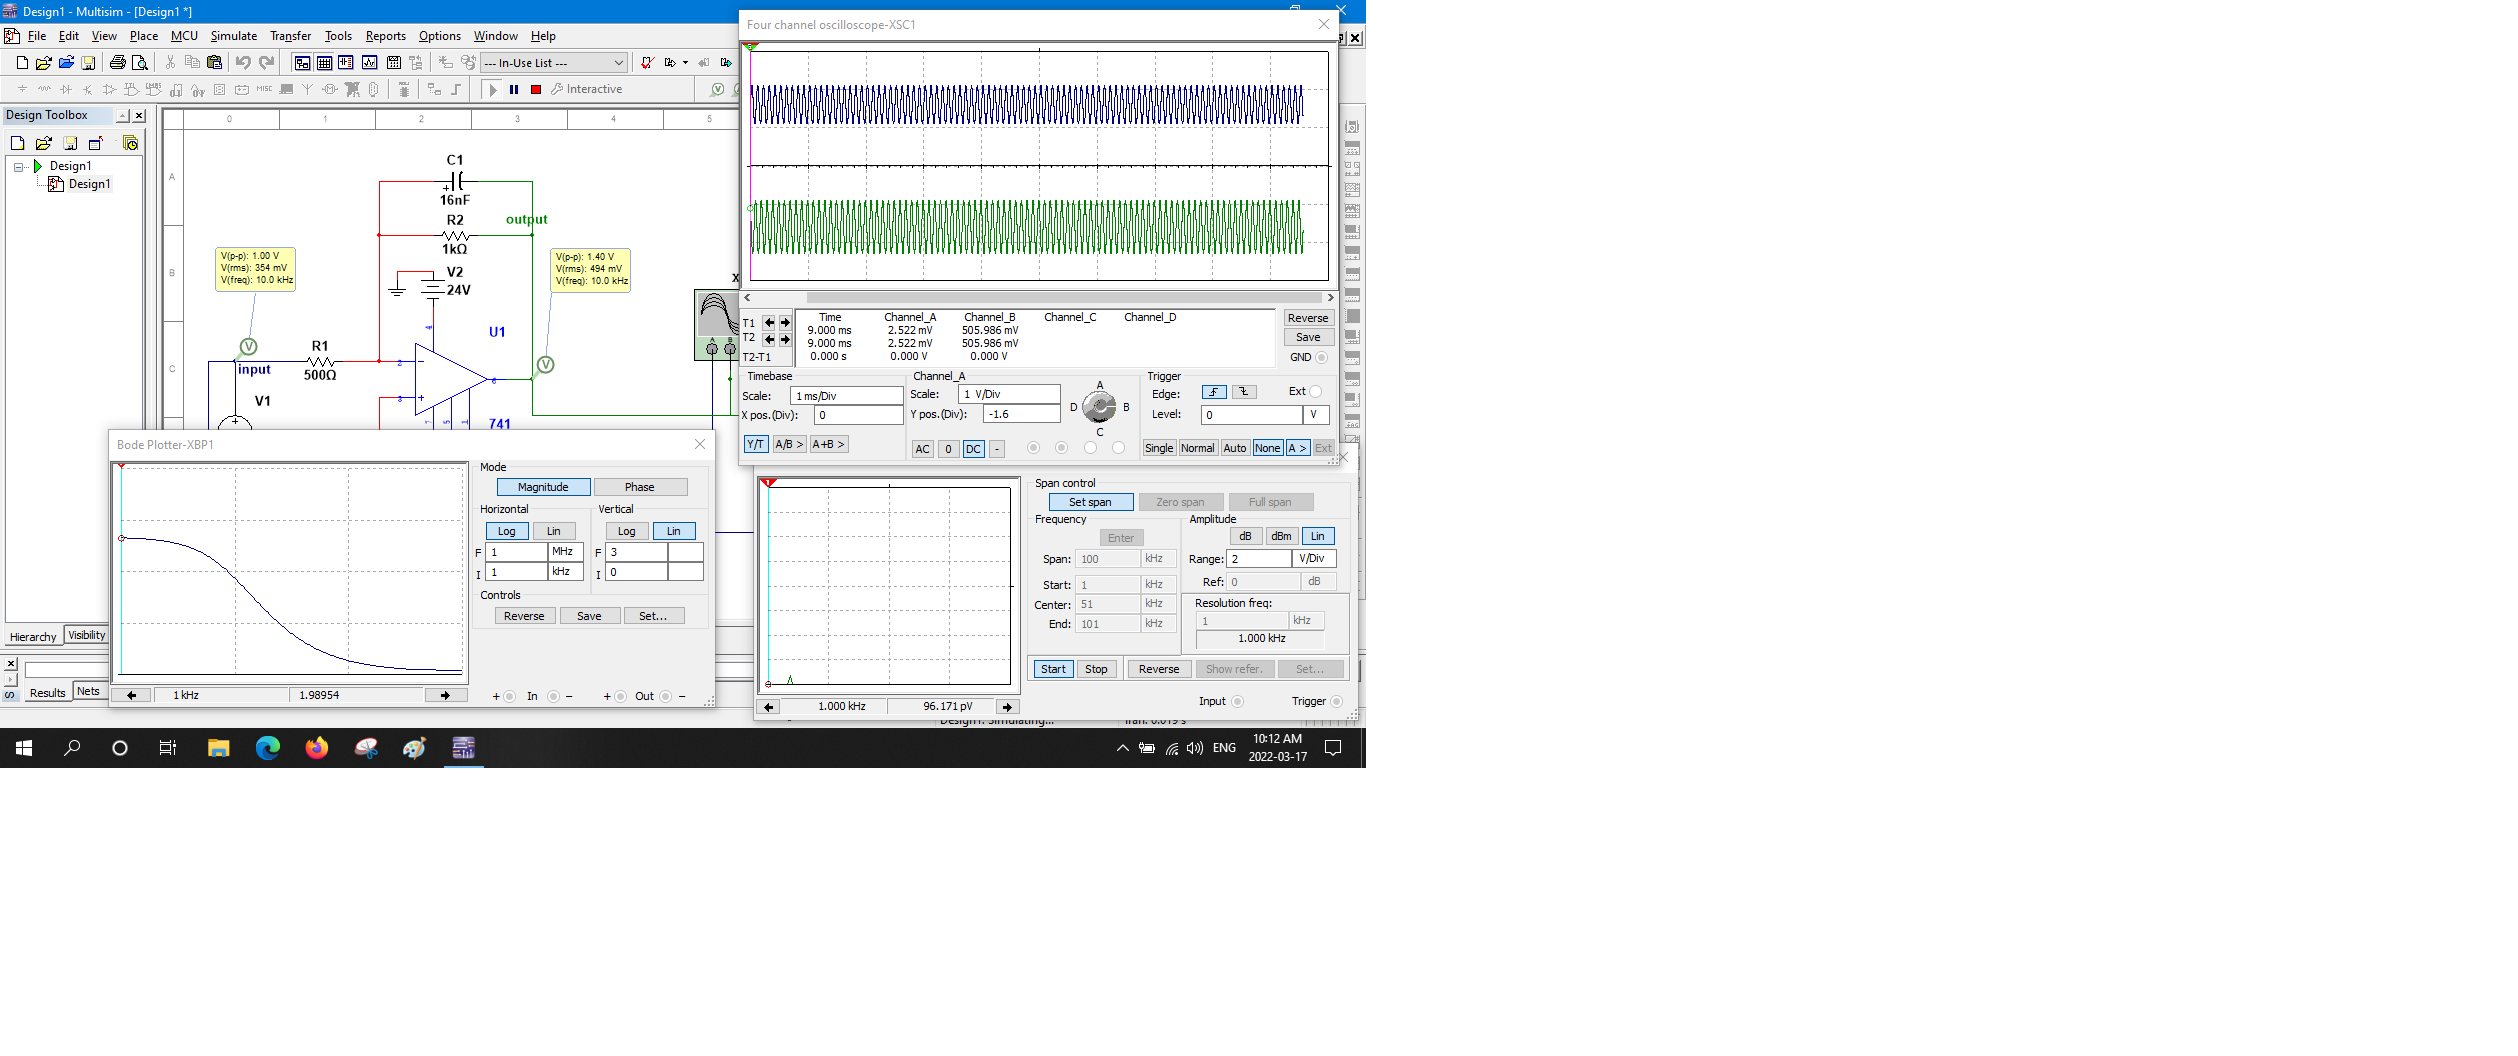 Design1 - Multisim - [Design1 *]
File Edit View Place MCU Simulate Transfer Tools Reports Options Window Help
--- In-Use List ---
MISC
Interactive
Design Toolbox
Design1
Design1
Hierarchy Visibility
Results Nets
0 1 2 3 4 5
A
B
C
C1
16nF
R2
1kΩ
output
V(p-p): 1.00 V
V(rms): 354 mV
V(freq): 10.0 kHz
V(p-p): 1.40 V
V(rms): 494 mV
V(freq): 10.0 kHz
V2
24V
U1
4
V
V
R1
500Ω
input
2
6
3
7 5 1
V1
741
X
A B
Four channel oscilloscope-XSC1
T1
T2
T2-T1
Time Channel_A Channel_B Channel_C Channel_D
9.000 ms 2.522 mV 505.986 mV
9.000 ms 2.522 mV 505.986 mV
0.000 s 0.000 V 0.000 V
Reverse
Save
GND
Timebase
Scale: 1 ms/Div
X pos.(Div): 0
Y/T A/B > A+B >
Channel_A
Scale: 1 V/Div
Y pos.(Div): -1.6
AC 0 DC -
A
D B
C
Trigger
Edge: Ext
Level: 0 V
Single Normal Auto None A > Ext
Bode Plotter-XBP1
Mode
Magnitude Phase
Horizontal Vertical
Log Lin Log Lin
F 1 MHz F 3
I 1 kHz I 0
Controls
Reverse Save Set...
1 kHz 1.98954
+ In − + Out −
Span control
Set span Zero span Full span
Frequency
Enter
Span: 100 kHz
Start: 1 kHz
Center: 51 kHz
End: 101 kHz
Amplitude
dB dBm Lin
Range: 2 V/Div
Ref: 0 dB
Resolution freq:
1 kHz
1.000 kHz
Start Stop Reverse Show refer. Set...
1.000 kHz 96.171 pV
Input Trigger
Design1: Simulating... Tran: 0.019 s
ENG
10:12 AM
2022-03-17